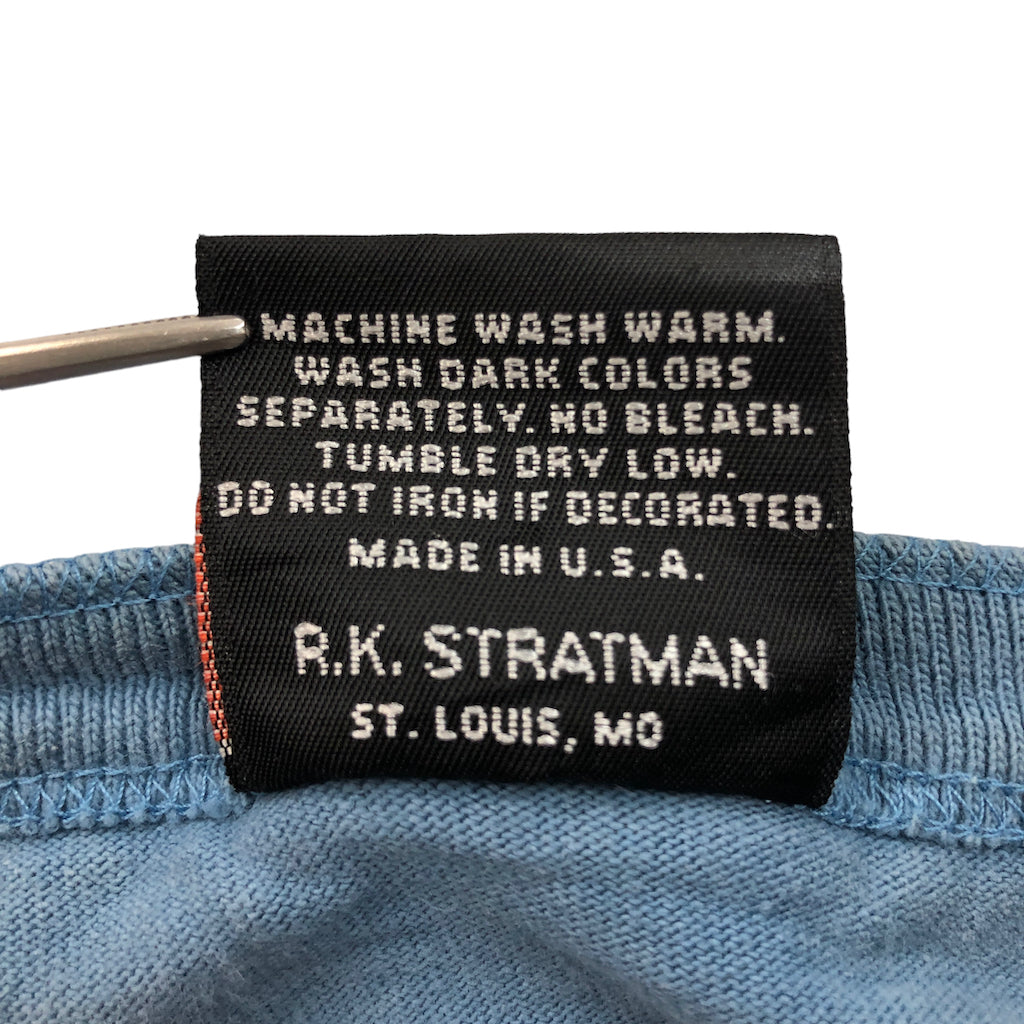 MACHINE WASH WARM.
WASH DARK COLORS
SEPARATELY. NO BLEACH.
TUMBLE DRY LOW.
DO NOT IRON IF DECORATED.
MADE IN U.S.A.
R.K. STRATMAN
ST. LOUIS, MO